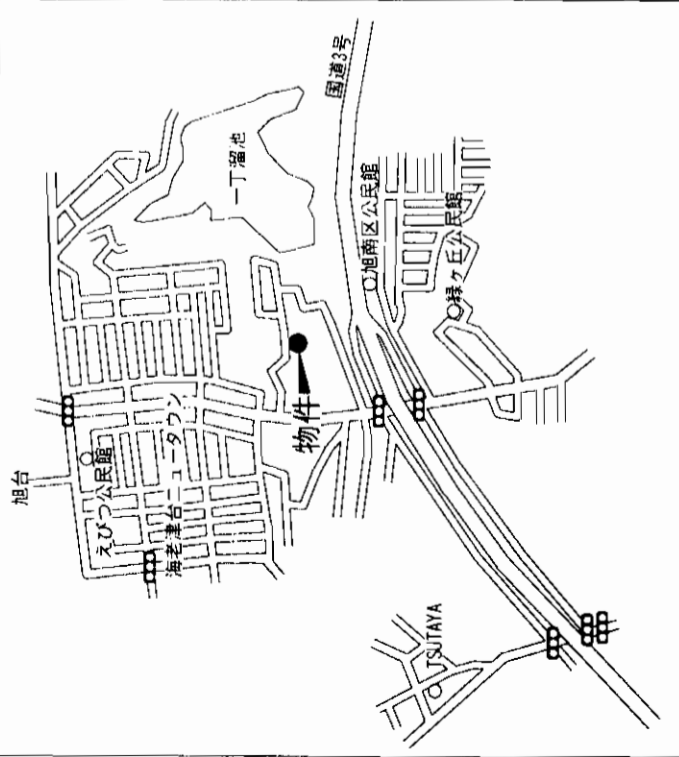 旭台
えびつ公民館
海老津台ニュータウン
物件
一丁溜池
国道3号
旭南区公民館
緑ヶ丘公民館
TSUTAYA